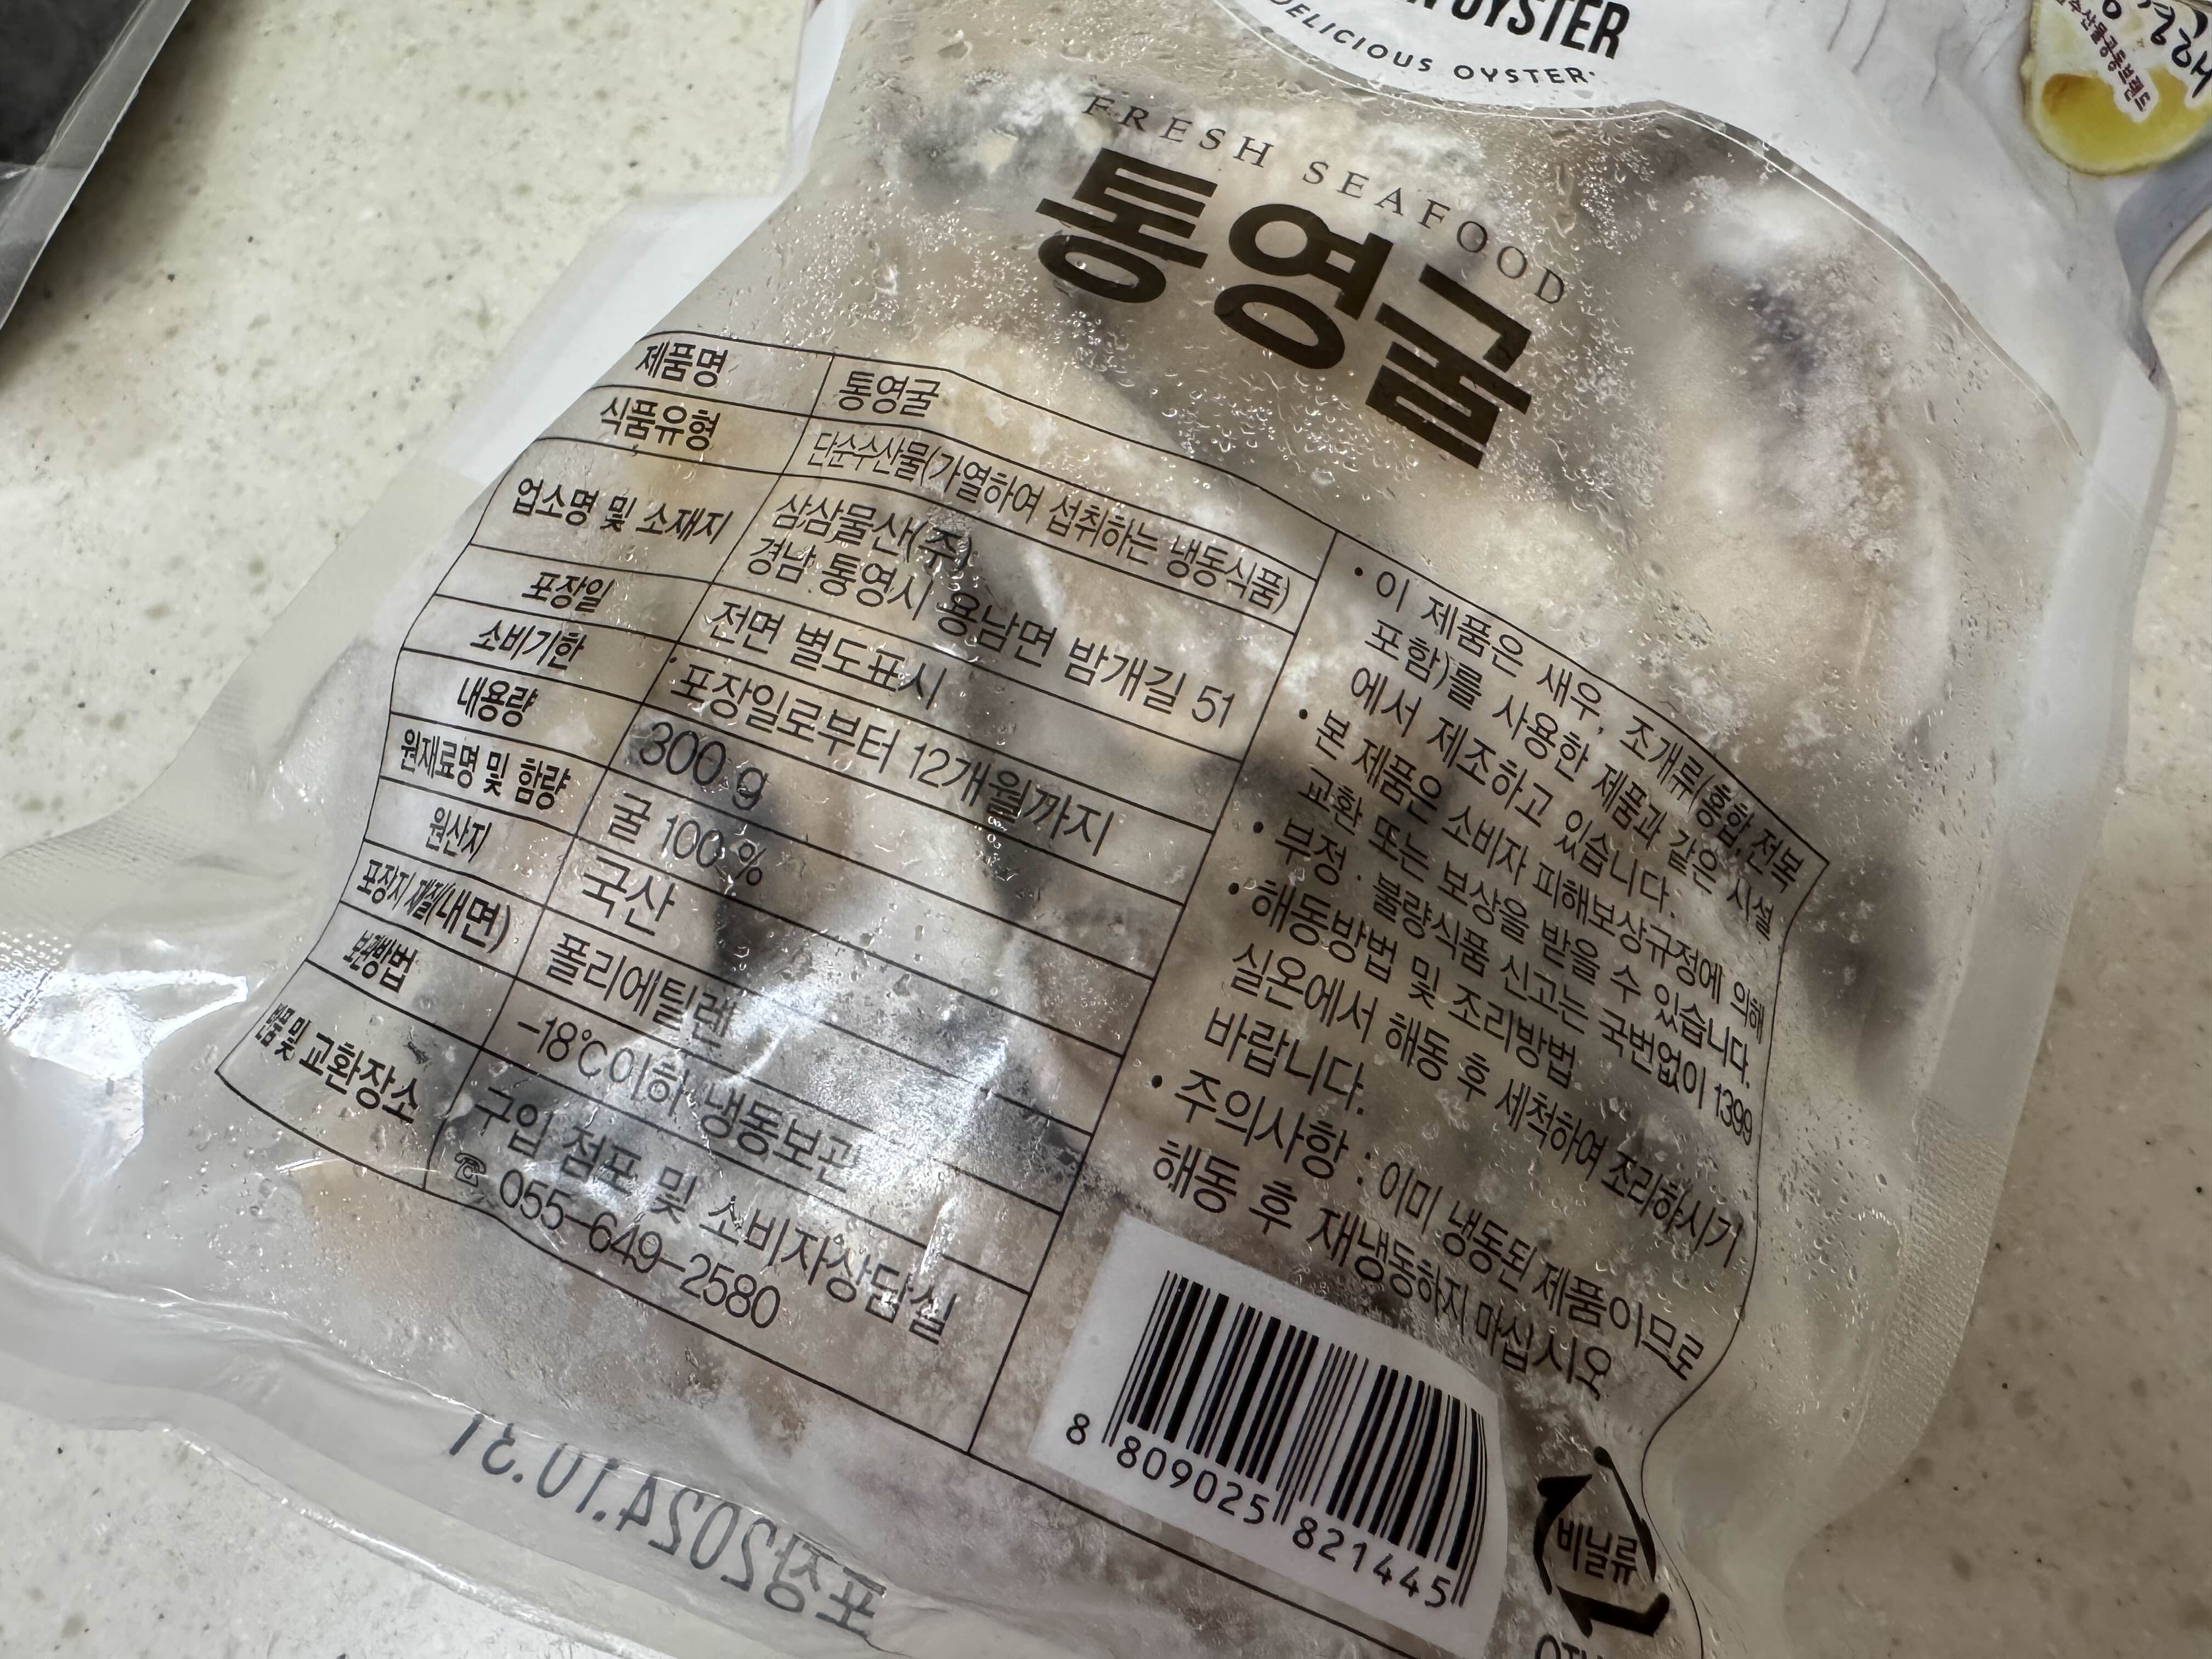 OYSTER
DELICIOUS OYSTER
FRESH SEAFOOD
통영굴
제품명 통영굴
식품유형 단순수산물(가열하여 섭취하는 냉동식품)
업소명 및 소재지 삼삼물산(주)
경남 통영시 용남면 밤개길 51
포장일 전면 별도표시
소비기한 포장일로부터 12개월까지
내용량 300 g
원재료명 및 함량 굴 100 %
원산지 국산
포장지 재질(내면) 폴리에틸렌
보관방법 -18℃이하 냉동보관
반품 및 교환장소 구입 점포 및 소비자상담실
☎ 055-649-2580
• 이 제품은 새우, 조개류(홍합, 전복
포함)를 사용한 제품과 같은 시설
에서 제조하고 있습니다.
• 본 제품은 소비자 피해보상규정에 의해
교환 또는 보상을 받을 수 있습니다.
• 부정·불량식품 신고는 국번없이 1399
• 해동방법 및 조리방법
실온에서 해동 후 세척하여 조리하시기
바랍니다.
• 주의사항 : 이미 냉동된 제품이므로
해동 후 재냉동하지 마십시오
8 809025 821445
비닐류
포장2024.10.31